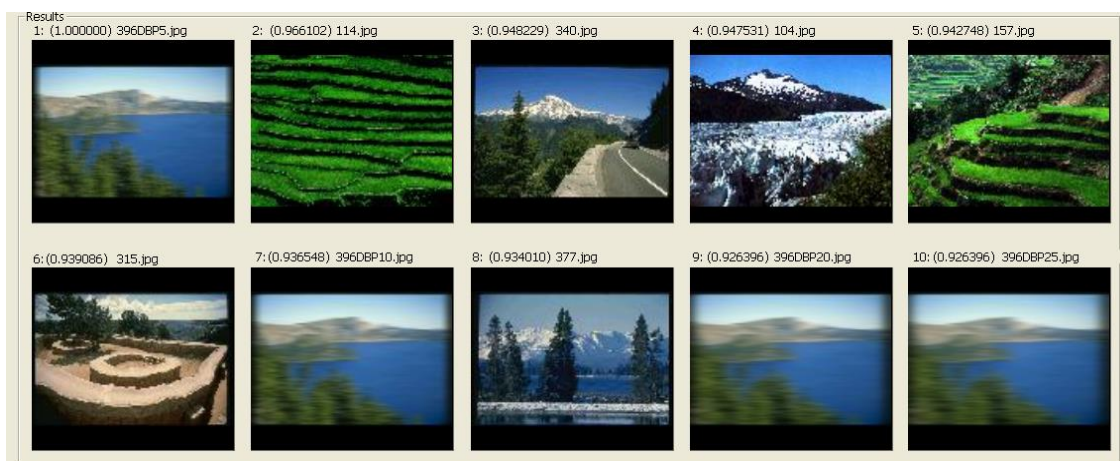 Results
1: (1.000000) 396DBP5.jpg
2: (0.966102) 114.jpg
3: (0.948229) 340.jpg
4: (0.947531) 104.jpg
5: (0.942748) 157.jpg
6:(0.939086) 315.jpg
7:(0.936548) 396DBP10.jpg
8: (0.934010) 377.jpg
9: (0.926396) 396DBP20.jpg
10: (0.926396) 396DBP25.jpg